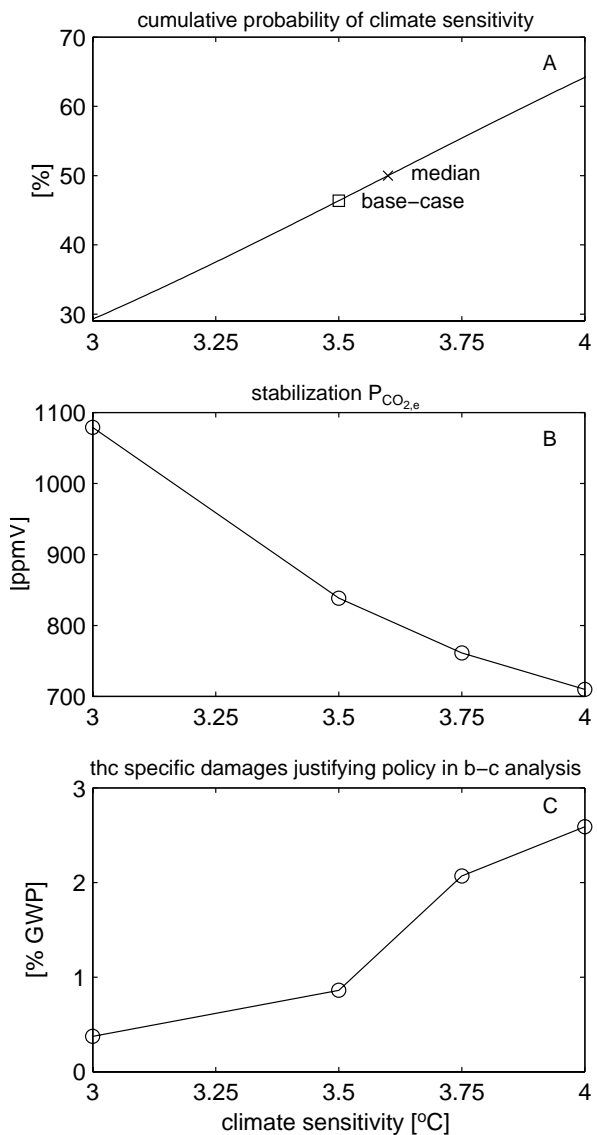 cumulative probability of climate sensitivity
70
A
60
[%]
50
median
base−case
40
30
3 3.25 3.5 3.75 4
stabilization P_CO2,e
1100
B
1000
[ppmV]
900
800
700
3 3.25 3.5 3.75 4
thc specific damages justifying policy in b−c analysis
3
C
2
[% GWP]
1
0
3 3.25 3.5 3.75 4
climate sensitivity [°C]